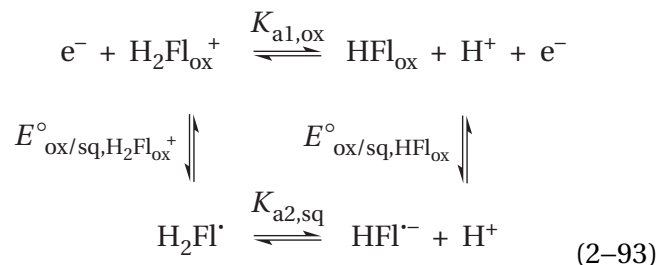 K_a1,ox
e⁻ + H₂Fl_ox⁺ ⇌ HFl_ox + H⁺ + e⁻
E°_ox/sq,H₂Fl_ox⁺ ⇌ E°_ox/sq,HFl_ox ⇌
K_a2,sq
H₂Fl· ⇌ HFl·⁻ + H⁺
(2–93)